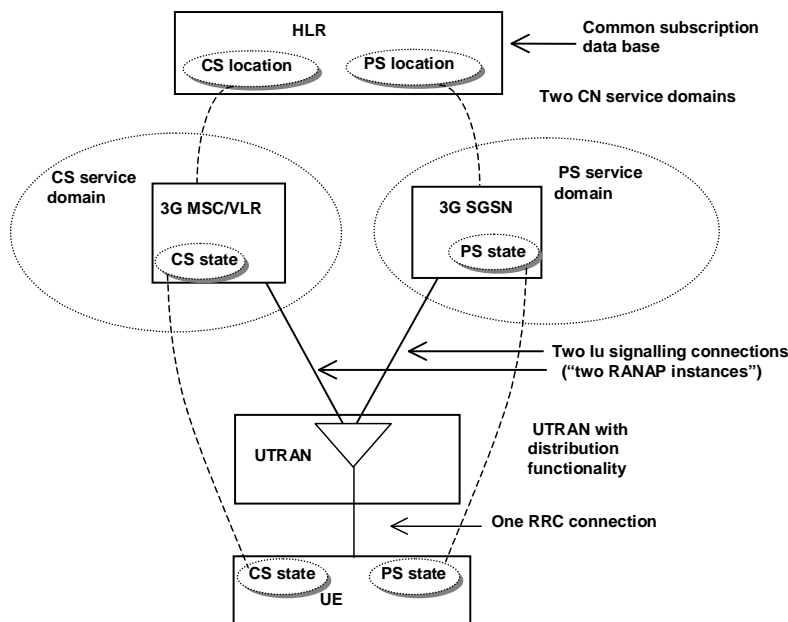 HLR
Common subscription
data base
CS location
PS location
Two CN service domains
CS service
domain
PS service
domain
3G MSC/VLR
3G SGSN
CS state
PS state
Two Iu signalling connections
(“two RANAP instances”)
UTRAN with
distribution
functionality
UTRAN
One RRC connection
CS state
PS state
UE